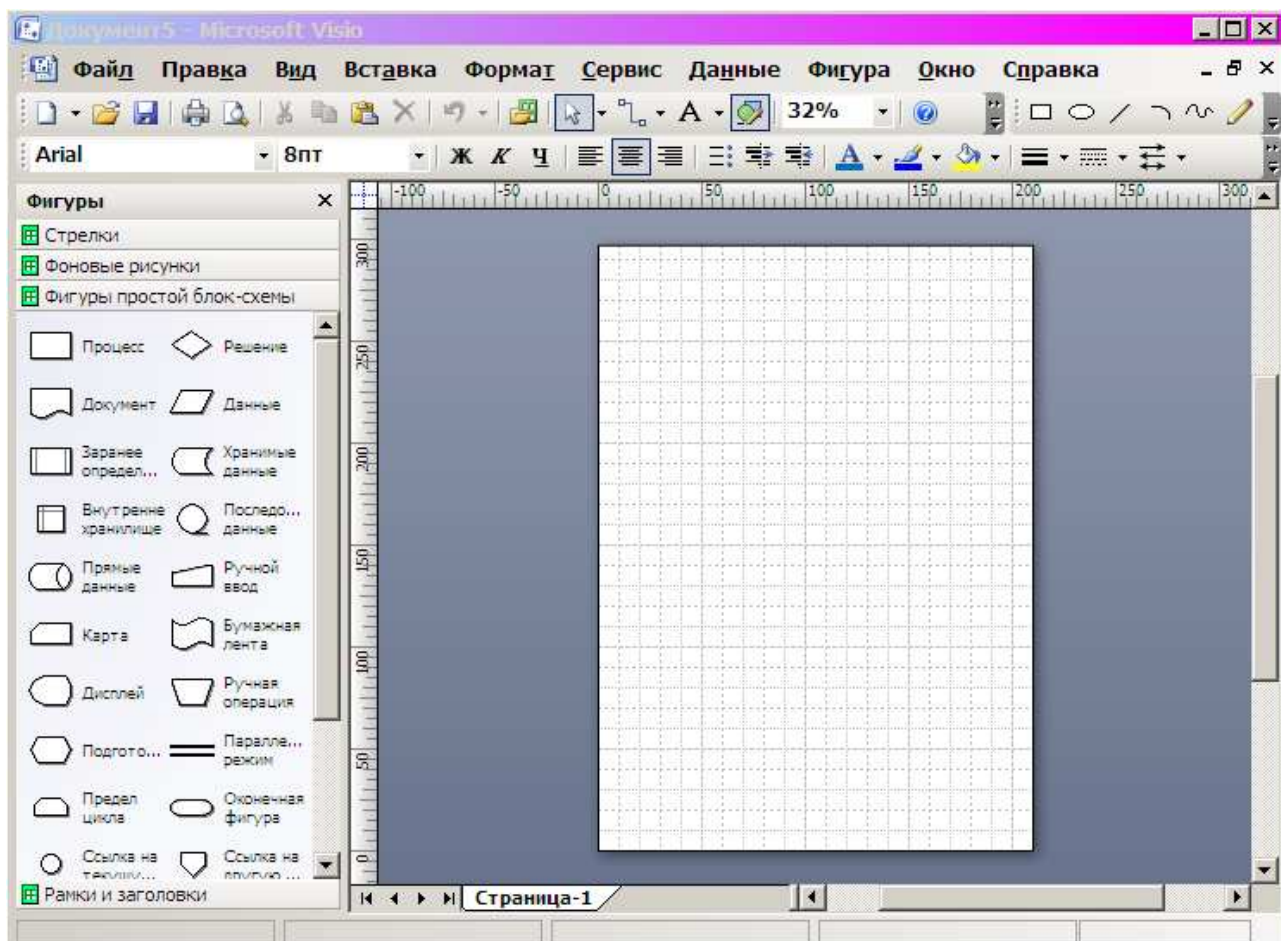 Документ5 - Microsoft Visio
Файл Правка Вид Вставка Формат Сервис Данные Фигура Окно Справка
A 32%
Arial 8пт Ж К Ч A
Фигуры
Стрелки
Фоновые рисунки
Фигуры простой блок-схемы
Процесс Решение
Документ Данные
Заранее определ... Хранимые данные
Внутренне хранилище Последо... данные
Прямые данные Ручной ввод
Карта Бумажная лента
Дисплей Ручная операция
Подгото... Паралле... режим
Предел цикла Оконечная фигура
Ссылка на текущу... Ссылка на другую ...
Рамки и заголовки
-100 -50 0 50 100 150 200 250 300
300
250
200
150
100
50
0
Страница-1